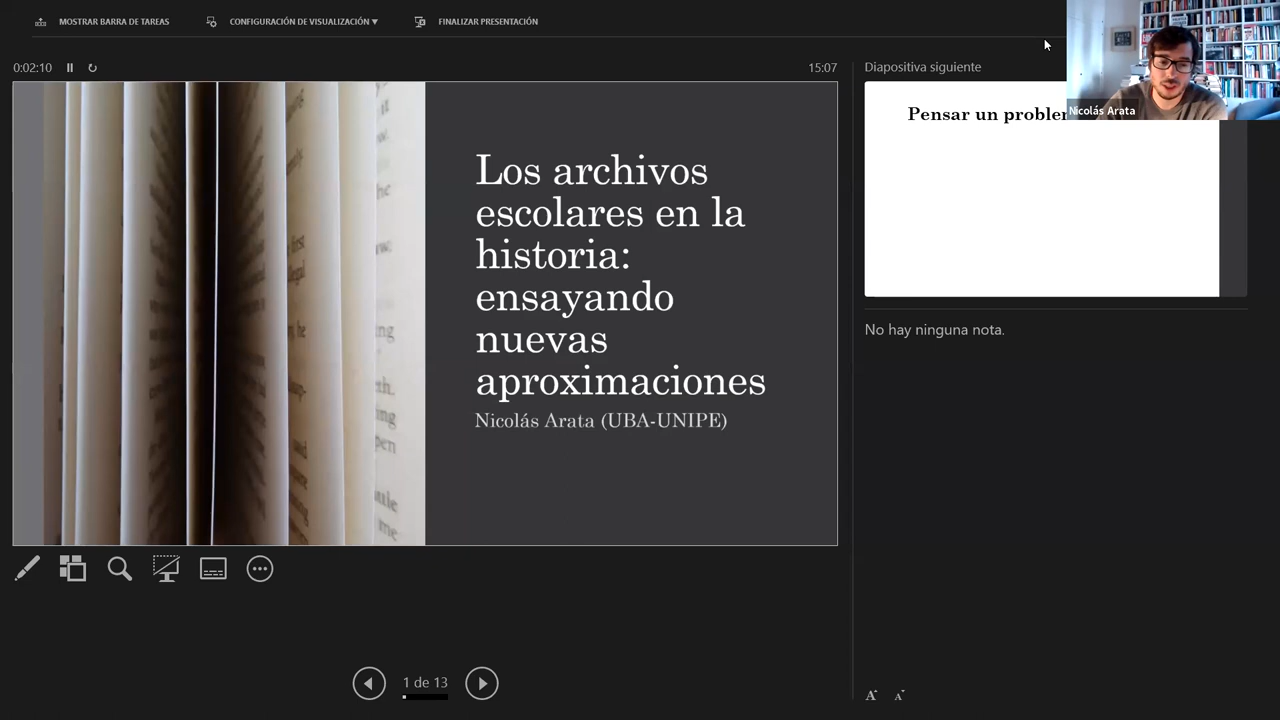 MOSTRAR BARRA DE TAREAS
CONFIGURACIÓN DE VISUALIZACIÓN ▼
FINALIZAR PRESENTACIÓN
0:02:10
15:07
Diapositiva siguiente
Nicolás Arata
Pensar un
Los archivos
escolares en la
historia:
ensayando
nuevas
aproximaciones
Nicolás Arata (UBA-UNIPE)
No hay ninguna nota.
1 de 13